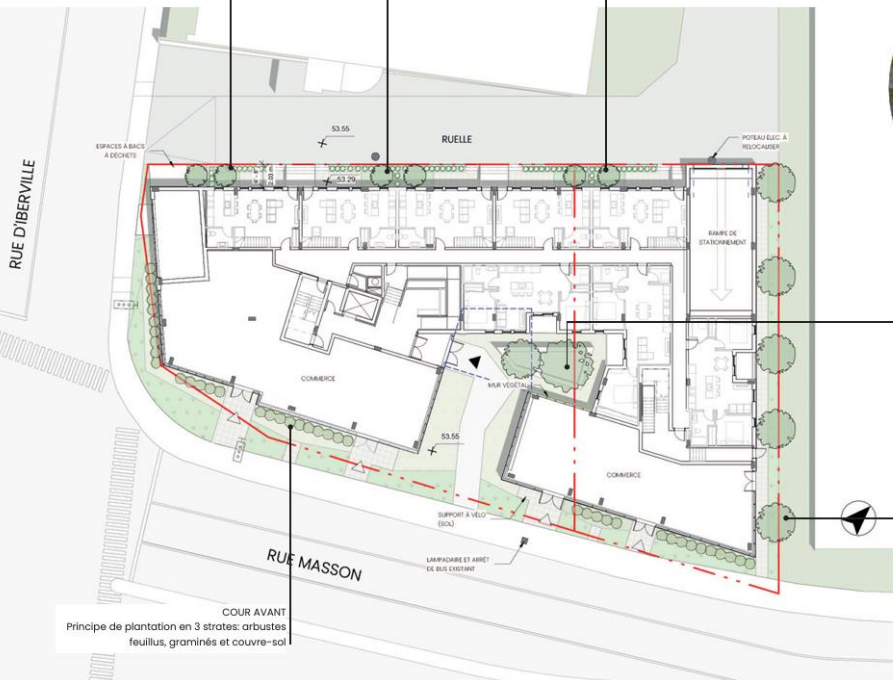 53.55
RUELLE
ESPACES À BACS
À DÉCHETS
POTEAU ÉLEC. À
RELOCALISER
2.03 m
53.29
RUE D'IBERVILLE
RAMPE DE
STATIONNEMENT
COMMERCE
MUR VÉGÉTAL
53.55
COMMERCE
SUPPORT À VÉLO
(SOL)
LAMPADAIRE ET ARRÊT
DE BUS EXISTANT
RUE MASSON
COUR AVANT
Principe de plantation en 3 strates: arbustes
feuillus, graminés et couvre-sol